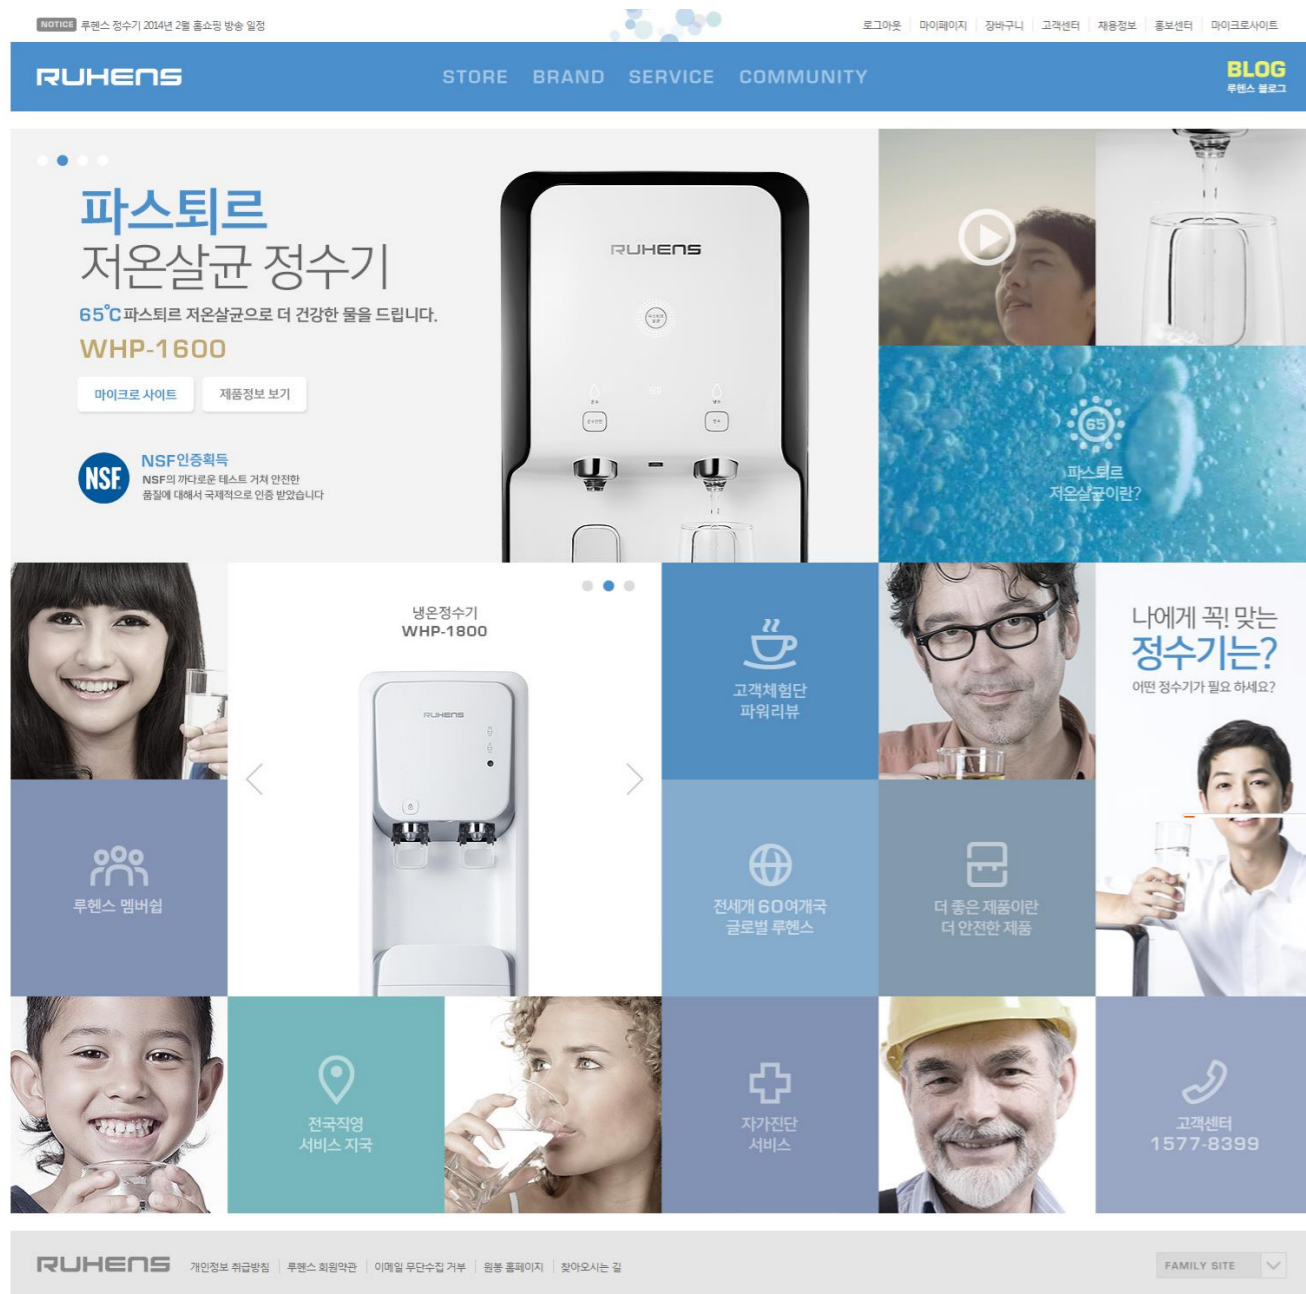 NOTICE 루헨스 정수기 2014년 2월 홈쇼핑 방송 일정
로그아웃 마이페이지 장바구니 고객센터 채용정보 홍보센터 마이크로사이트
RUHENS
STORE BRAND SERVICE COMMUNITY
BLOG
루헨스 블로그
파스퇴르
저온살균 정수기
65℃ 파스퇴르 저온살균으로 더 건강한 물을 드립니다.
WHP-1600
마이크로 사이트 제품정보 보기
NSF
NSF인증획득
NSF의 까다로운 테스트 거쳐 안전한
품질에 대해서 국제적으로 인증 받았습니다
RUHENS
65
파스퇴르
저온살균이란?
냉온정수기
WHP-1800
RUHENS
고객체험단
파워리뷰
나에게 꼭! 맞는
정수기는?
어떤 정수기가 필요 하세요?
루헨스 멤버쉽
전세개 60여개국
글로벌 루헨스
더 좋은 제품이란
더 안전한 제품
전국직영
서비스 지국
자가진단
서비스
고객센터
1577-8399
RUHENS
개인정보 취급방침 루헨스 회원약관 이메일 무단수집 거부 원봉 홈페이지 찾아오시는 길
FAMILY SITE